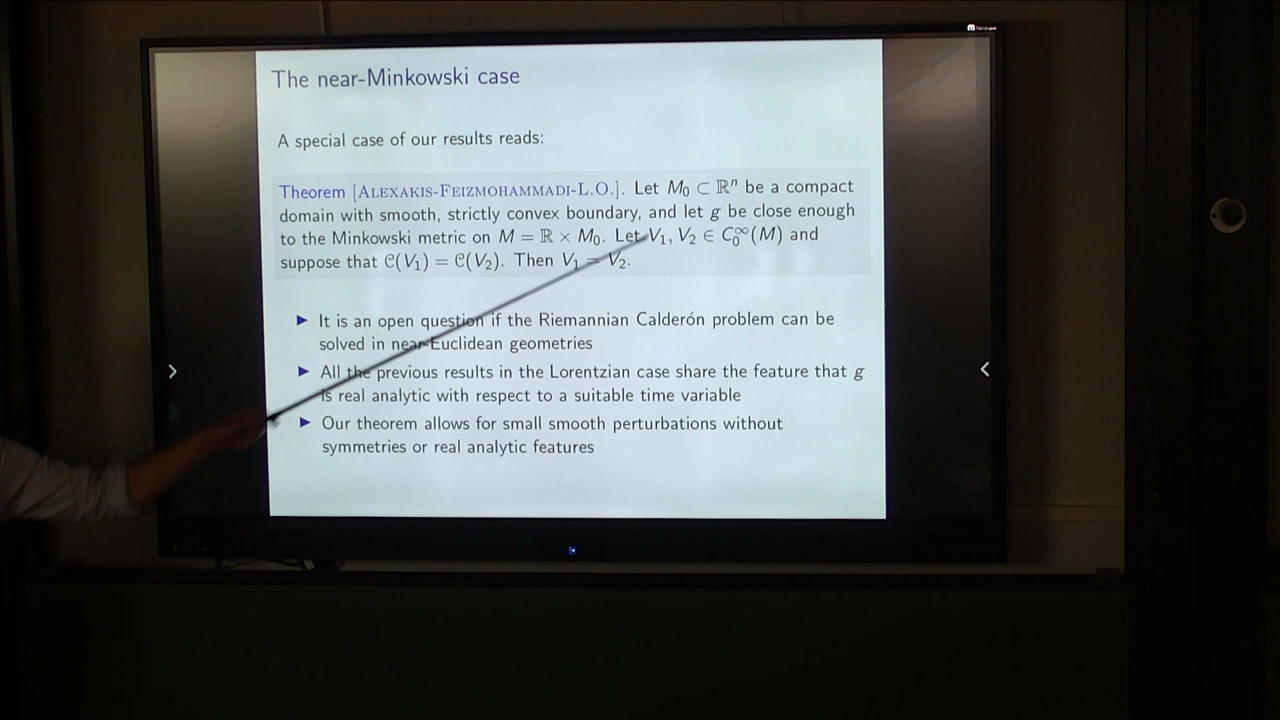 The near-Minkowski case
A special case of our results reads:
Theorem [ALEXAKIS-FEIZMOHAMMADI-L.O.]. Let M₀ ⊂ ℝⁿ be a compact
domain with smooth, strictly convex boundary, and let g be close enough
to the Minkowski metric on M = ℝ × M₀. Let V₁, V₂ ∈ C₀^∞(M) and
suppose that 𝒞(V₁) = 𝒞(V₂). Then V₁ = V₂.
▶ It is an open question if the Riemannian Calderón problem can be
solved in near-Euclidean geometries
▶ All the previous results in the Lorentzian case share the feature that g
is real analytic with respect to a suitable time variable
▶ Our theorem allows for small smooth perturbations without
symmetries or real analytic features